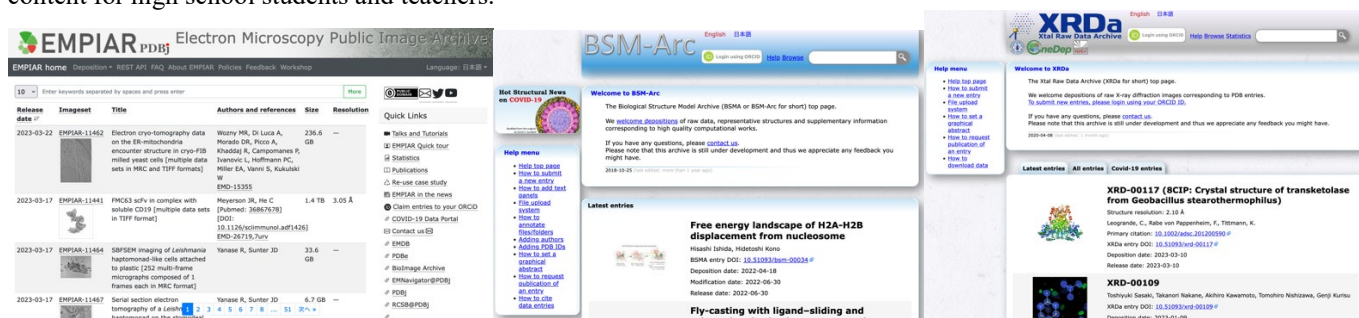 content for high school students and teachers.
EMPIAR PDBj Electron Microscopy Public Image Archive
EMPIAR home Deposition REST API FAQ About EMPIAR Policies Feedback Workshop Language: 日本語
10 Enter keywords separated by spaces and press enter More
Release date Imageset Title Authors and references Size Resolution
2023-03-22 EMPIAR-11462 Electron cryo-tomography data Wozny MR, Di Luca A, 236.6 —
on the ER-mitochondria Morado DR, Picco A, GB
encounter structure in cryo-FIB Khaddaj R, Campomanes P,
milled yeast cells [multiple data Ivanovic L, Hoffmann PC,
sets in MRC and TIFF formats] Miller EA, Vanni S, Kukulski
W
EMD-15355
2023-03-17 EMPIAR-11441 FMC63 scFv in complex with Meyerson JR, He C 1.4 TB 3.05 Å
soluble CD19 [multiple data sets [Pubmed: 36867678]
in TIFF format] [DOI:
10.1126/sciimmunol.adf1426]
EMD-26719,7urv
2023-03-17 EMPIAR-11464 SBFSEM imaging of Leishmania Yanase R, Sunter JD 33.6 —
haptomonad-like cells attached GB
to plastic [252 multi-frame
micrographs composed of 1
frames each in MRC format]
2023-03-17 EMPIAR-11467 Serial section electron Yanase R, Sunter JD 6.7 GB —
tomography of a Leishm 1 2 3 4 5 6 7 8 ... 51 次へ »
PUBLIC DOMAIN
Quick Links
Talks and Tutorials
EMPIAR Quick tour
Statistics
Publications
Re-use case study
EMPIAR in the news
Claim entries to your ORCiD
COVID-19 Data Portal
Contact us
EMDB
PDBe
BioImage Archive
EMNavigator@PDBj
PDBj
RCSB@PDBj
BSM-Arc
English 日本語
Login using ORCID Help Browse
Hot Structural News
on COVID-19
Help menu
Help top page
How to submit
a new entry
How to add text
panels
File upload
system
How to
annotate
files/folders
Adding authors
Adding PDB IDs
How to set a
graphical
abstract
How to request
publication of
an entry
How to cite
data entries
Welcome to BSM-Arc
The Biological Structure Model Archive (BSMA or BSM-Arc for short) top page.
We welcome depositions of raw data, representative structures and supplementary information
corresponding to high quality computational works.
If you have any questions, please contact us.
Please note that this archive is still under development and thus we appreciate any feedback you
might have.
2018-10-25 (last edited: more than 1 year ago)
Latest entries
Free energy landscape of H2A-H2B
displacement from nucleosome
Hisashi Ishida, Hidetoshi Kono
BSMA entry DOI: 10.51093/bsm-00034
Deposition date: 2022-04-18
Modification date: 2022-06-30
Release date: 2022-06-30
Fly-casting with ligand-sliding and
XRDa
Xtal Raw Data Archive
OneDep
English 日本語
Login using ORCID Help Browse Statistics
Help menu
Help top page
How to submit
a new entry
File upload
system
How to set a
graphical
abstract
How to request
publication of
an entry
How to
download data
Welcome to XRDa
The Xtal Raw Data Archive (XRDa for short) top page.
We welcome depositions of raw X-ray diffraction images corresponding to PDB entries.
To submit new entries, please login using your ORCID ID.
If you have any questions, please contact us.
Please note that this archive is still under development and thus we appreciate any feedback you might have.
2020-04-08 (last edited: 1 month ago)
Latest entries All entries Covid-19 entries
XRD-00117 (8CIP: Crystal structure of transketolase
from Geobacillus stearothermophilus)
Structure resolution: 2.10 Å
Leogrande, C., Rabe von Pappenheim, F., Tittmann, K.
Primary citation: 10.1002/adsc.201200590
XRDa entry DOI: 10.51093/xrd-00117
Deposition date: 2023-03-10
Release date: 2023-03-10
XRD-00109
Toshiyuki Sasaki, Takanori Nakane, Akihiro Kawamoto, Tomohiro Nishizawa, Genji Kurisu
XRDa entry DOI: 10.51093/xrd-00109
Deposition date: 2023-01-09